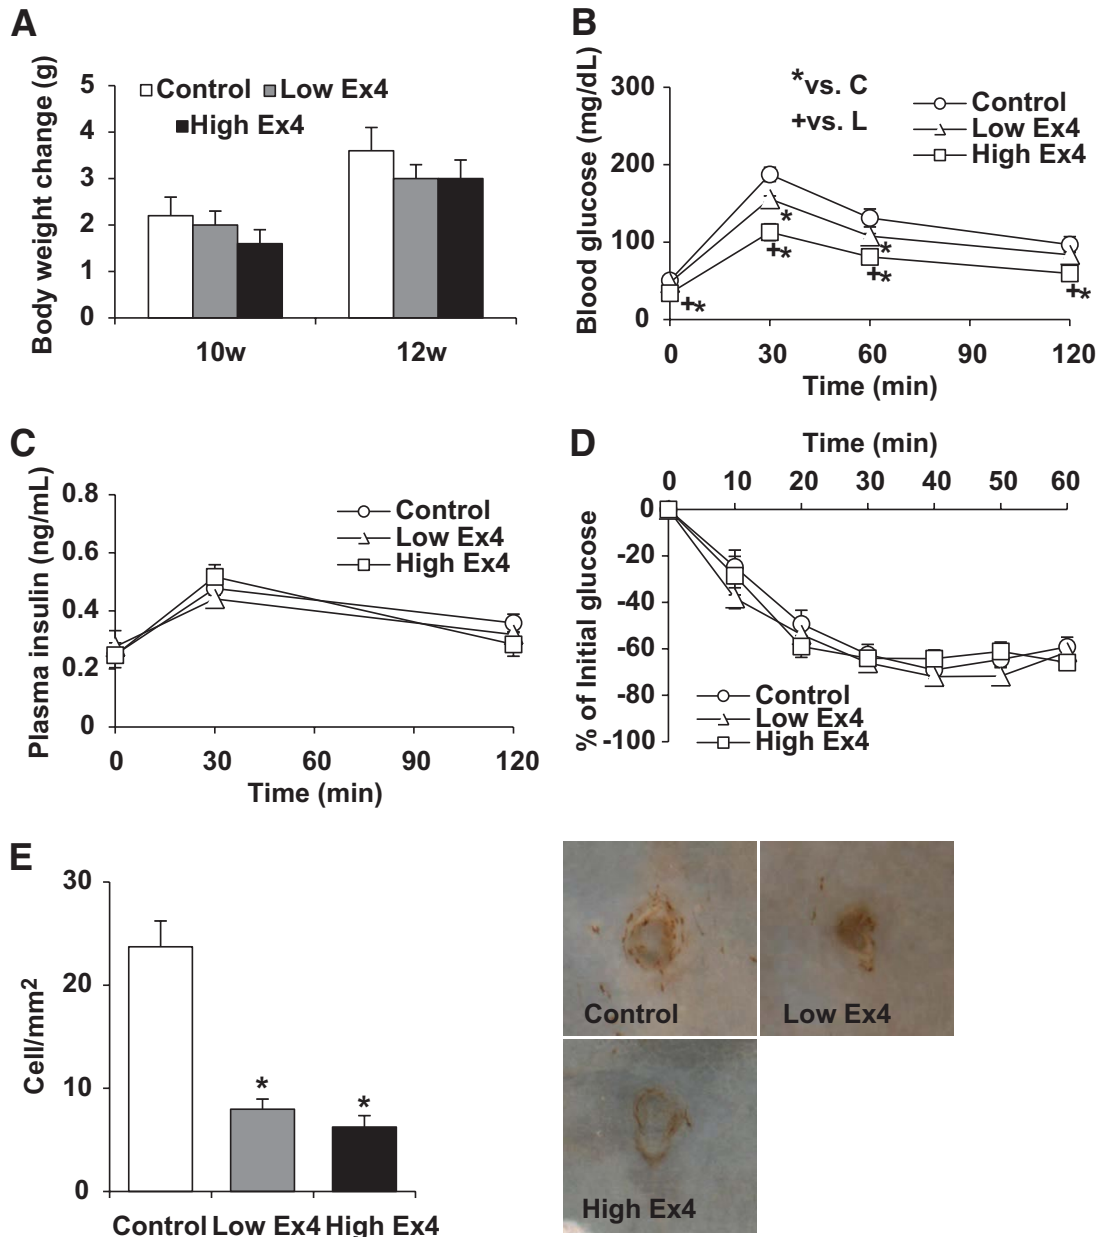 A
Body weight change (g)
5
4
3
2
1
0
Control Low Ex4
High Ex4
10w 12w
B
Blood glucose (mg/dL)
300
200
100
0
*vs. C
+vs. L
Control
Low Ex4
High Ex4
*
+*
*
+*
+*
+*
0 30 60 90 120
Time (min)
C
Plasma insulin (ng/mL)
0.8
0.6
0.4
0.2
0
Control
Low Ex4
High Ex4
0 30 60 90 120
Time (min)
D
Time (min)
0 10 20 30 40 50 60
% of Initial glucose
0
-20
-40
-60
-80
-100
Control
Low Ex4
High Ex4
E
Cell/mm2
30
20
10
0
* *
Control Low Ex4 High Ex4
Control
Low Ex4
High Ex4